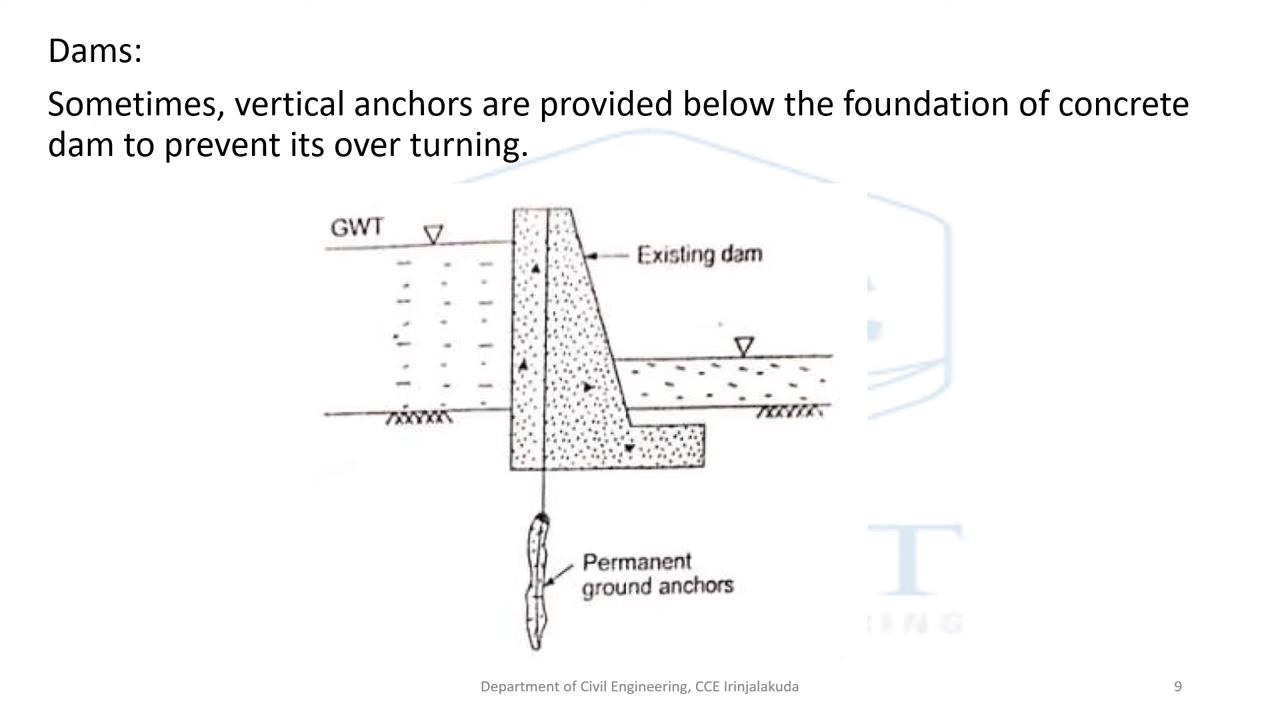 Dams:
Sometimes, vertical anchors are provided below the foundation of concrete
dam to prevent its over turning.
GWT
Existing dam
Permanent
ground anchors
Department of Civil Engineering, CCE Irinjalakuda
9